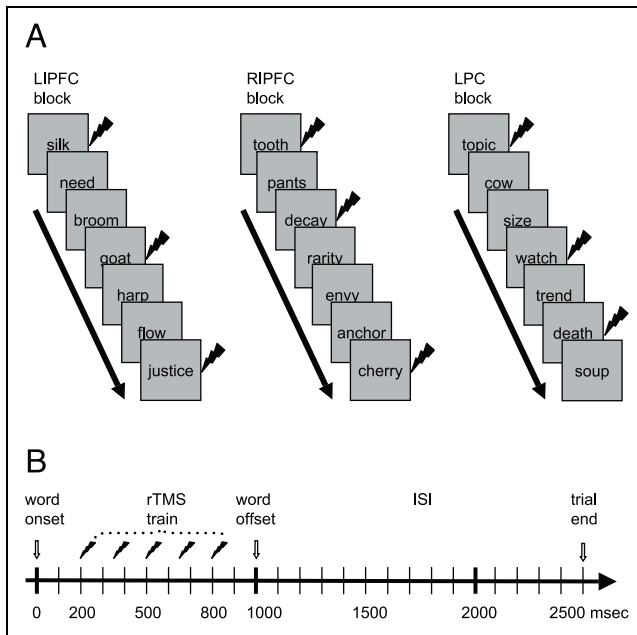 A
LIPFC
block
silk
need
broom
goat
harp
flow
justice
RIPFC
block
tooth
pants
decay
rarity
envy
anchor
cherry
LPC
block
topic
cow
size
watch
trend
death
soup
B
word
onset
rTMS
train
word
offset
ISI
trial
end
0 200 500 800 1000 1500 2000 2500 msec